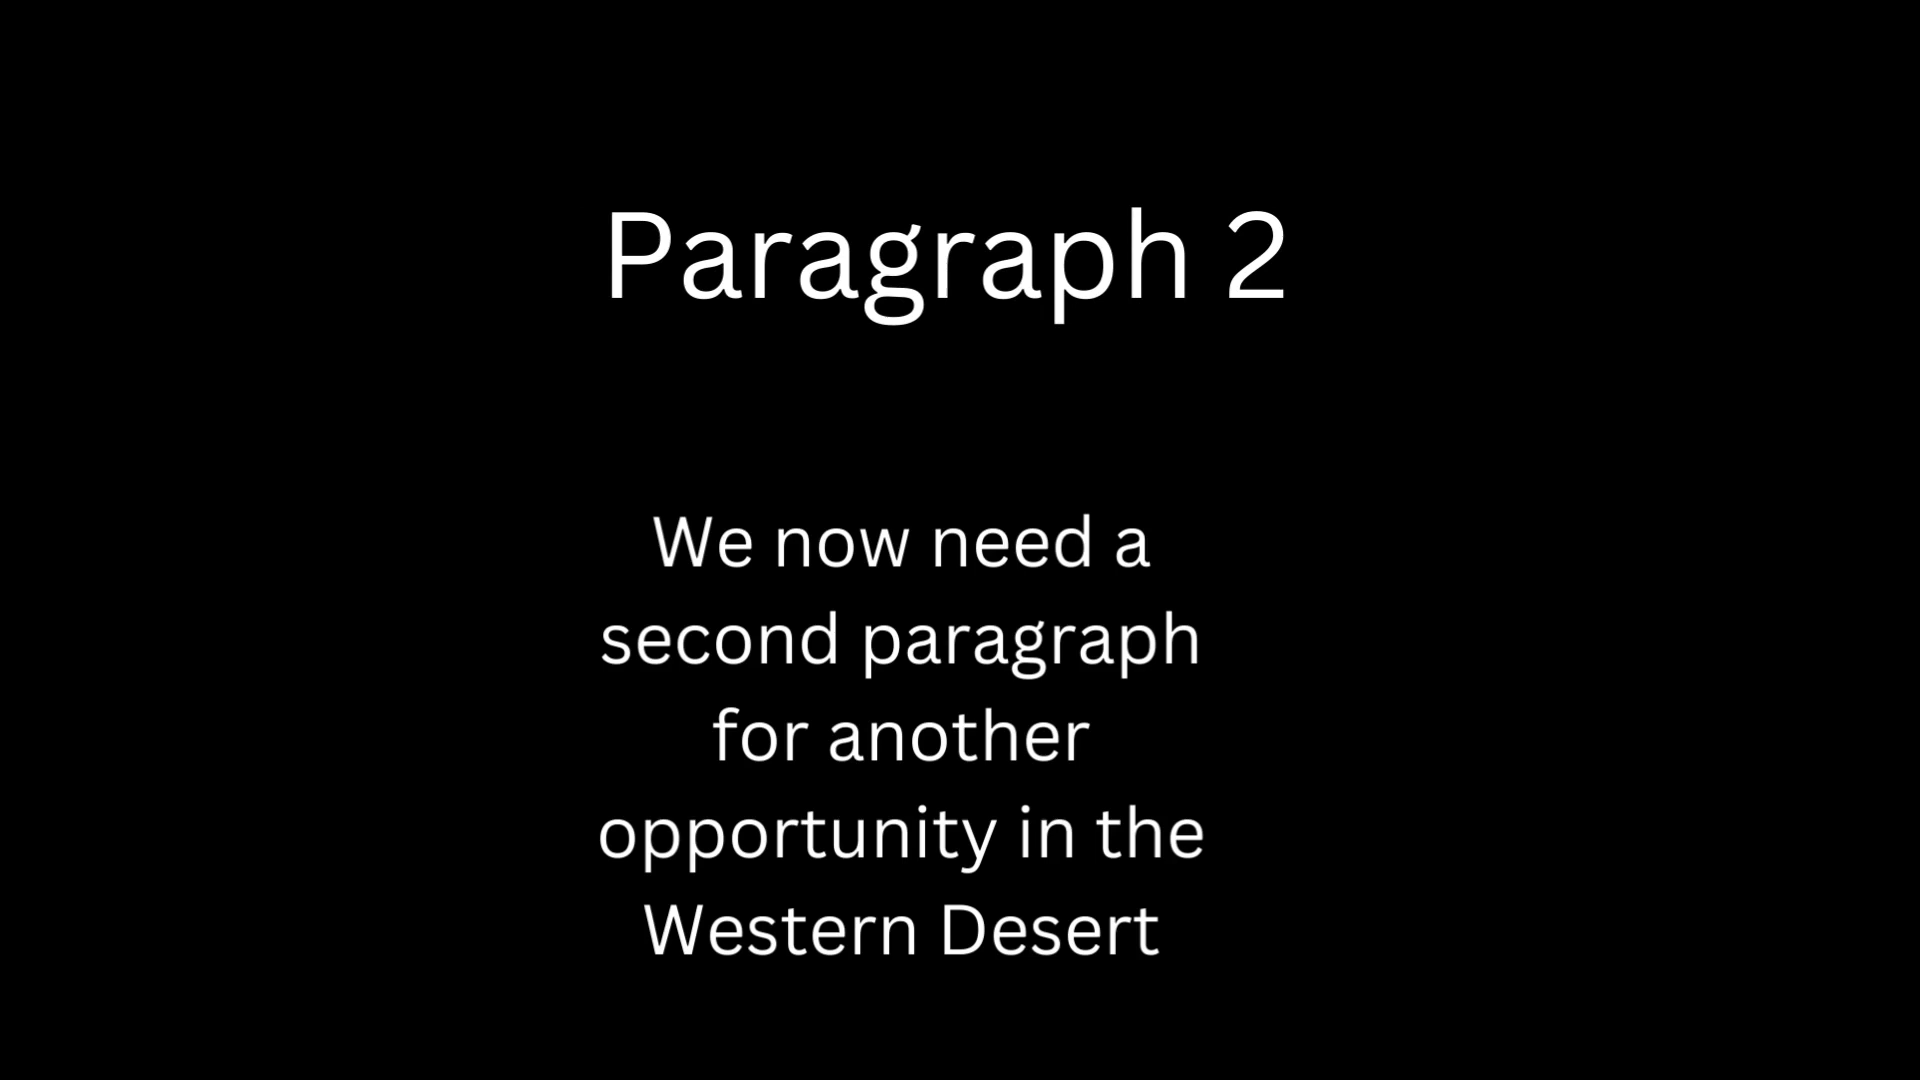 Paragraph 2
We now need a
second paragraph
for another
opportunity in the
Western Desert